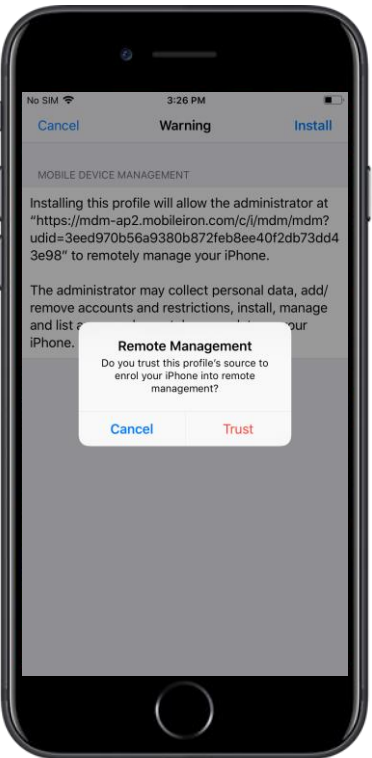 No SIM 3:26 PM
Cancel Warning Install
MOBILE DEVICE MANAGEMENT
Installing this profile will allow the administrator at
“https://mdm-ap2.mobileiron.com/c/i/mdm/mdm?
udid=3eed970b56a9380b872feb8ee40f2db73dd4
3e98” to remotely manage your iPhone.
The administrator may collect personal data, add/
remove accounts and restrictions, install, manage
and list
iPhone.
Remote Management
Do you trust this profile’s source to
enrol your iPhone into remote
management?
Cancel Trust